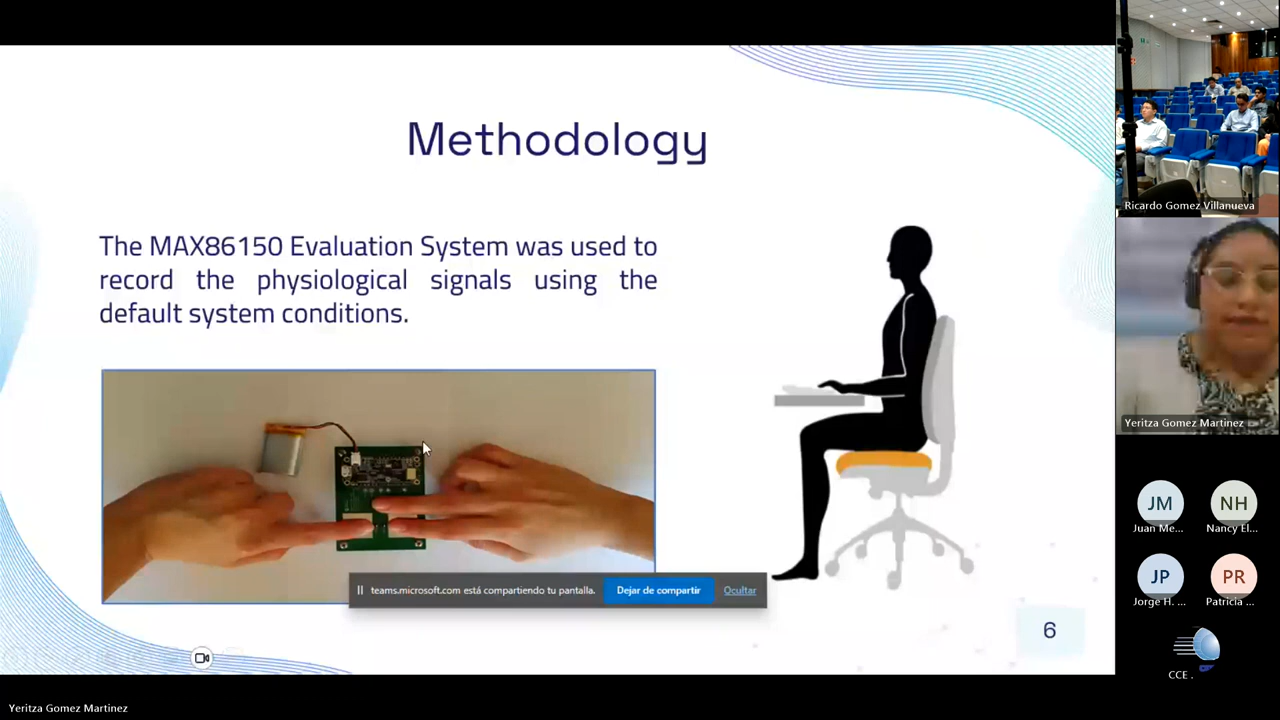 Methodology
The MAX86150 Evaluation System was used to
record the physiological signals using the
default system conditions.
teams.microsoft.com está compartiendo tu pantalla.
Dejar de compartir
Ocultar
6
Ricardo Gomez Villanueva
Yeritza Gomez Martinez
JM
NH
Juan Me...
Nancy El...
JP
PR
Jorge H. ...
Patricia ...
CCE .
Yeritza Gomez Martinez